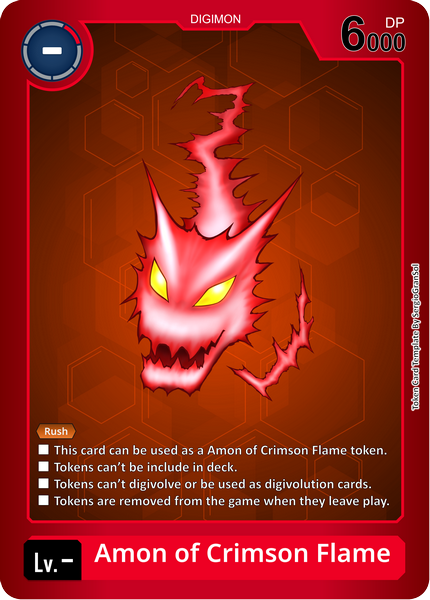 DIGIMON
-
DP
6000
Token Card Template By SergioGranSol
Rush
This card can be used as a Amon of Crimson Flame token.
Tokens can't be include in deck.
Tokens can't digivolve or be used as digivolution cards.
Tokens are removed from the game when they leave play.
Lv.-
Amon of Crimson Flame